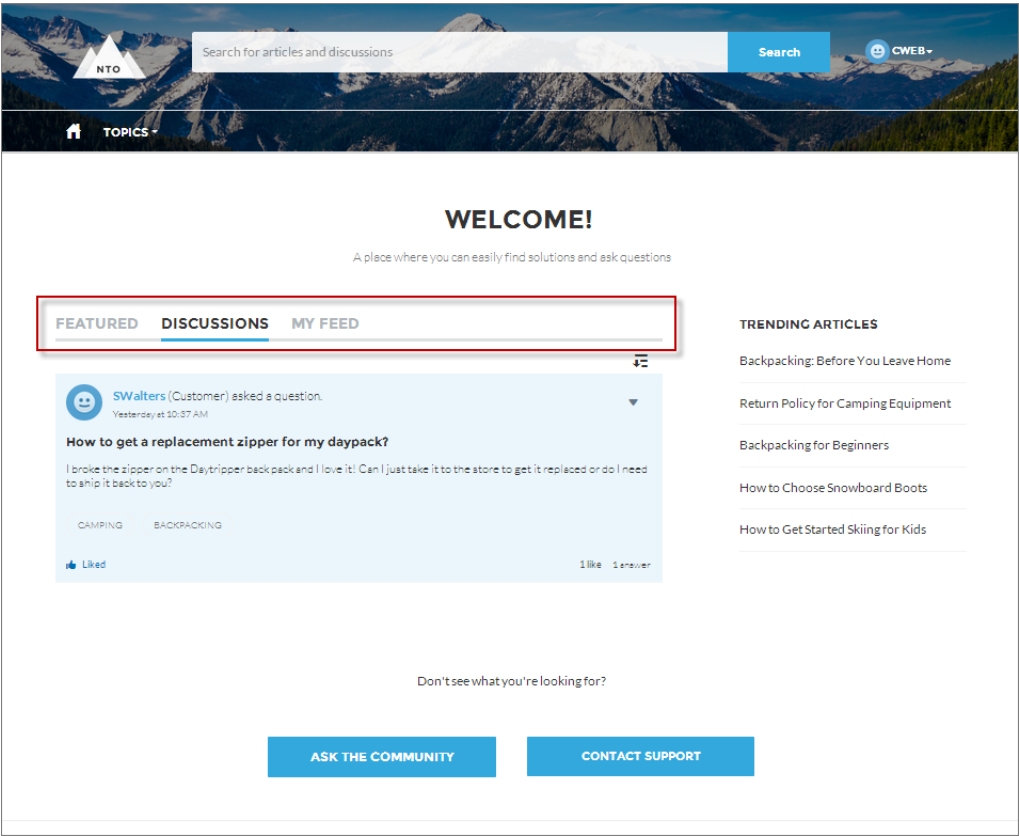 NTO
Search for articles and discussions
Search
CWEB
TOPICS
WELCOME!
A place where you can easily find solutions and ask questions
FEATURED DISCUSSIONS MY FEED
SWalters (Customer) asked a question.
Yesterday at 10:37 AM
How to get a replacement zipper for my daypack?
I broke the zipper on the Daytripper back pack and I love it! Can I just take it to the store to get it replaced or do I need
to ship it back to you?
CAMPING BACKPACKING
Liked
1 like 1 answer
TRENDING ARTICLES
Backpacking: Before You Leave Home
Return Policy for Camping Equipment
Backpacking for Beginners
How to Choose Snowboard Boots
How to Get Started Skiing for Kids
Don't see what you're looking for?
ASK THE COMMUNITY
CONTACT SUPPORT